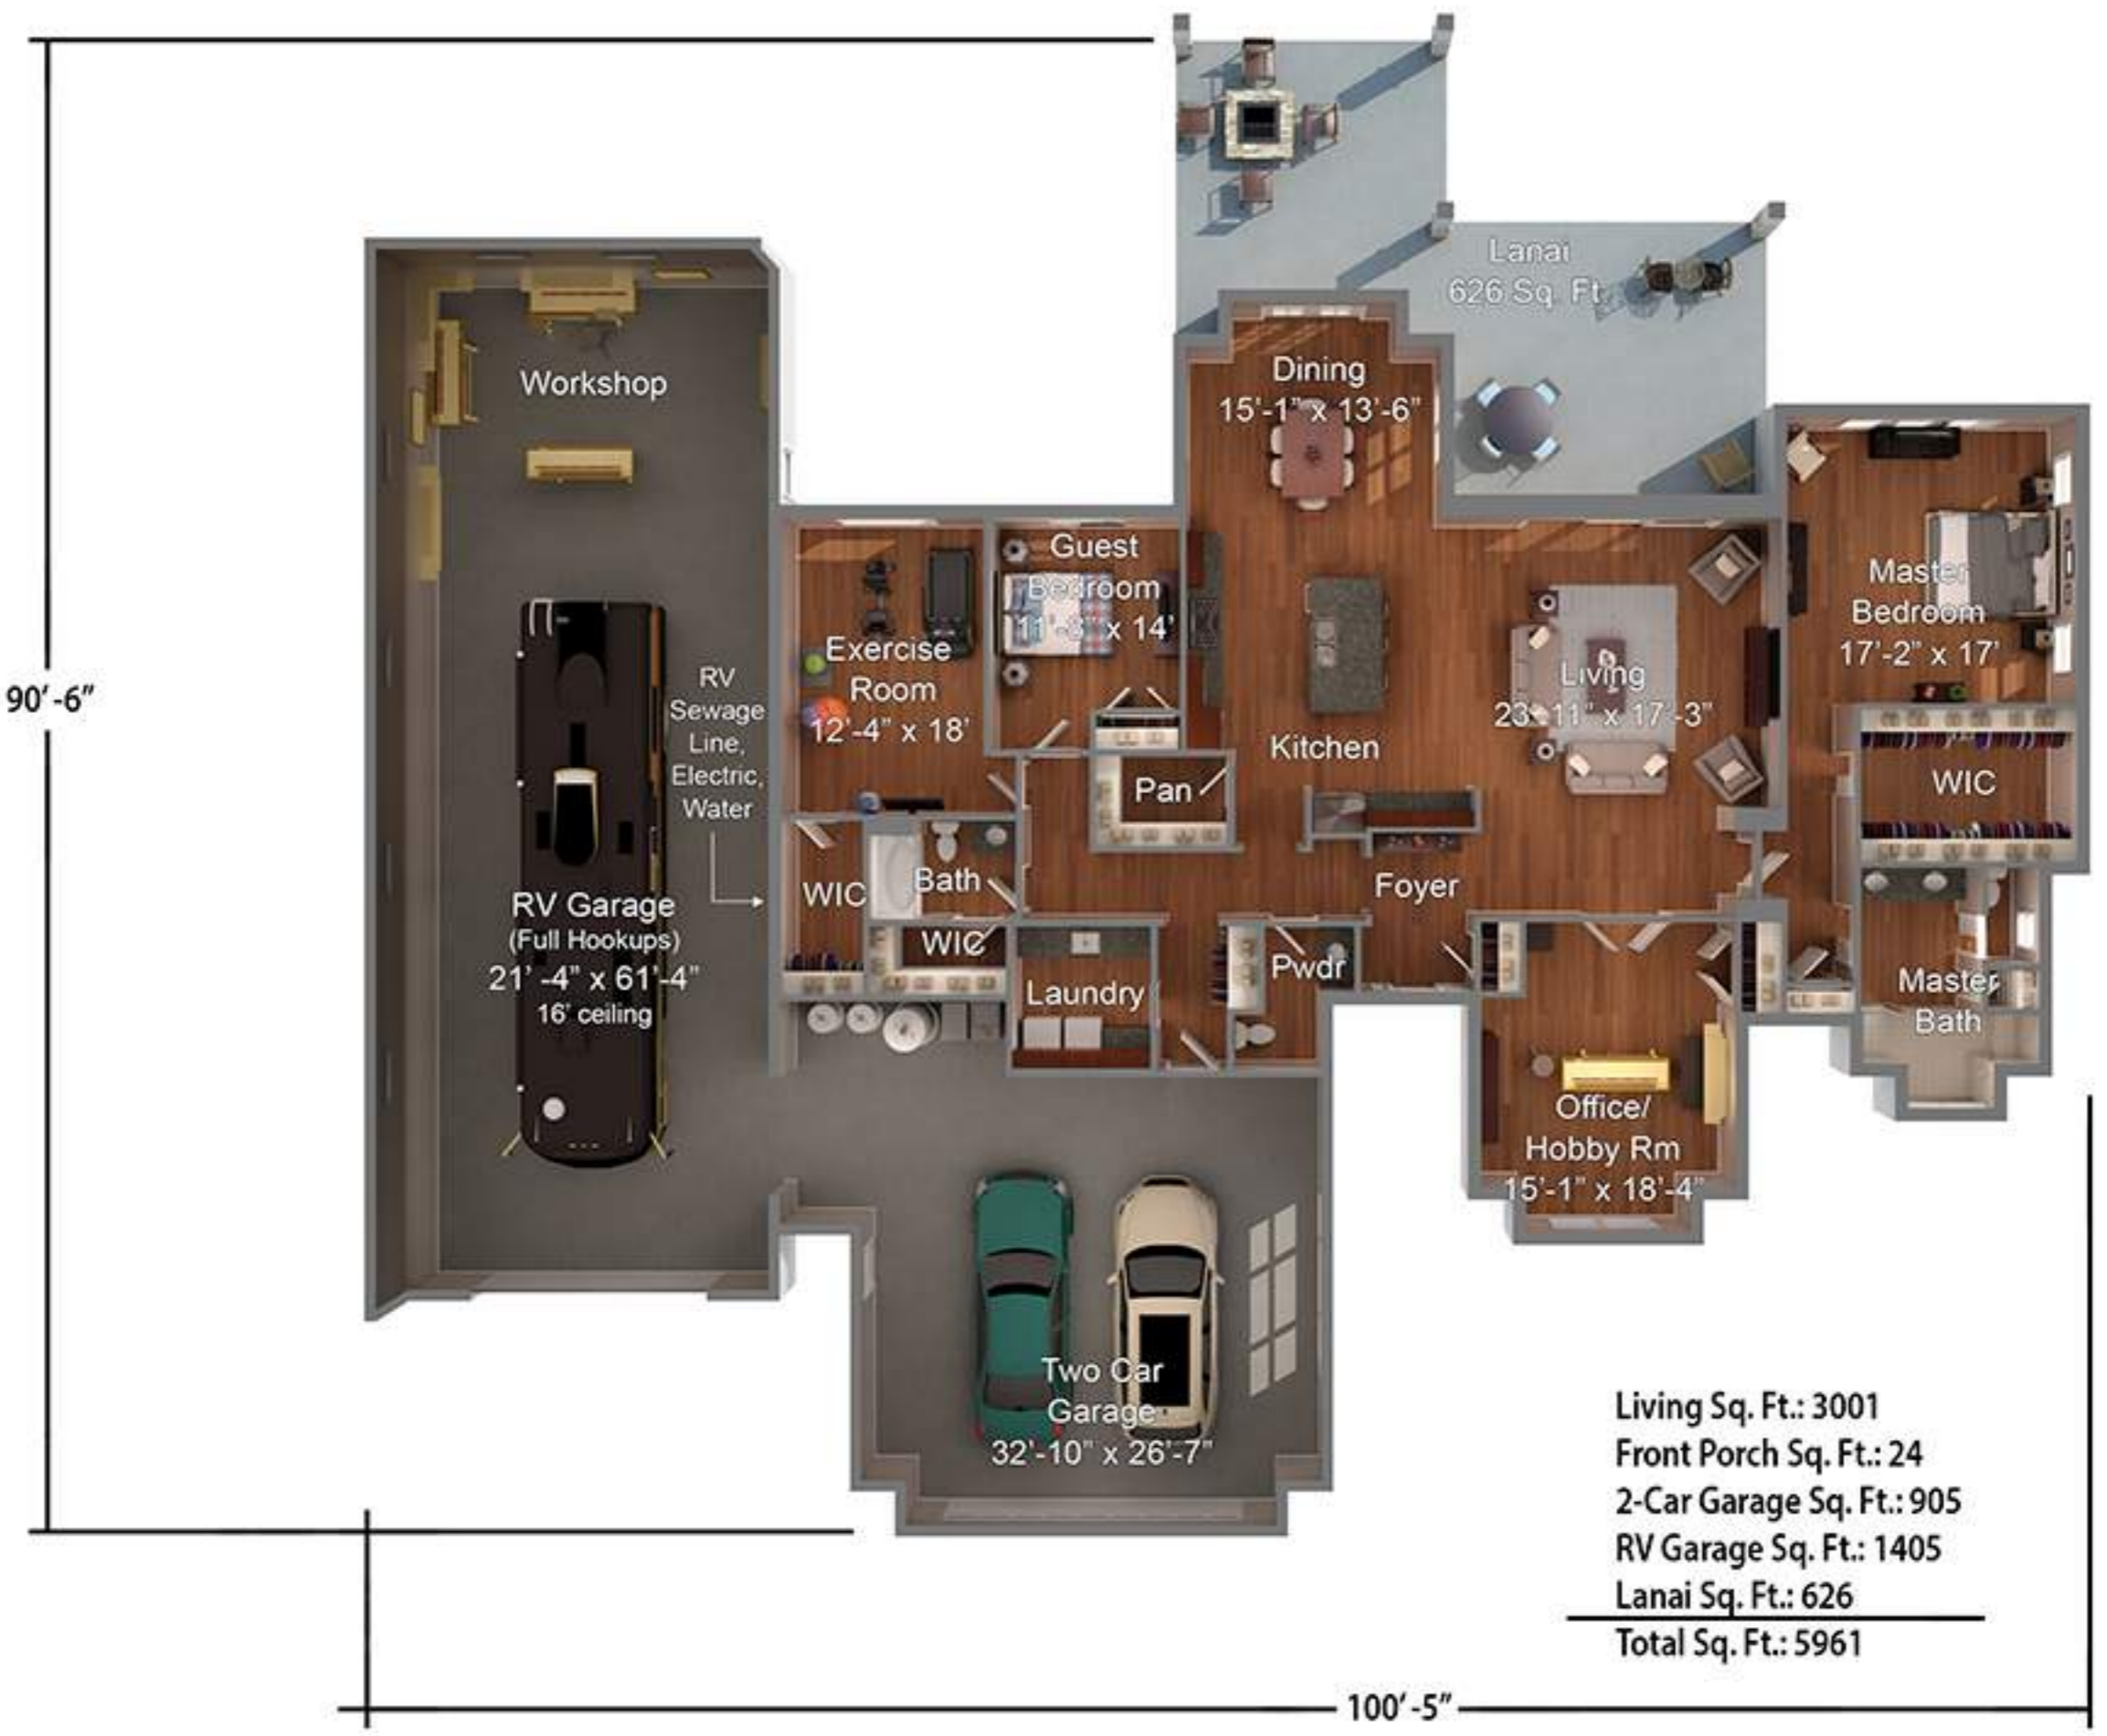 Lanai
626 Sq. Ft.
Workshop
Dining
15'-1" x 13'-6"
Guest
Bedroom
11'-8" x 14'
Exercise
Room
12'-4" x 18'
Master
Bedroom
17'-2" x 17'
RV
Sewage
Line,
Electric,
Water
Living
23'-11" x 17'-3"
90'-6"
Kitchen
Pan
WIC
WIC
Bath
Foyer
RV Garage
(Full Hookups)
21' -4" x 61'-4"
16' ceiling
WIC
Laundry
Pwdr
Master
Bath
Office/
Hobby Rm
15'-1" x 18'-4"
Two Car
Garage
32'-10" x 26'-7"
Living Sq. Ft.: 3001
Front Porch Sq. Ft.: 24
2-Car Garage Sq. Ft.: 905
RV Garage Sq. Ft.: 1405
Lanai Sq. Ft.: 626
Total Sq. Ft.: 5961
100'-5"